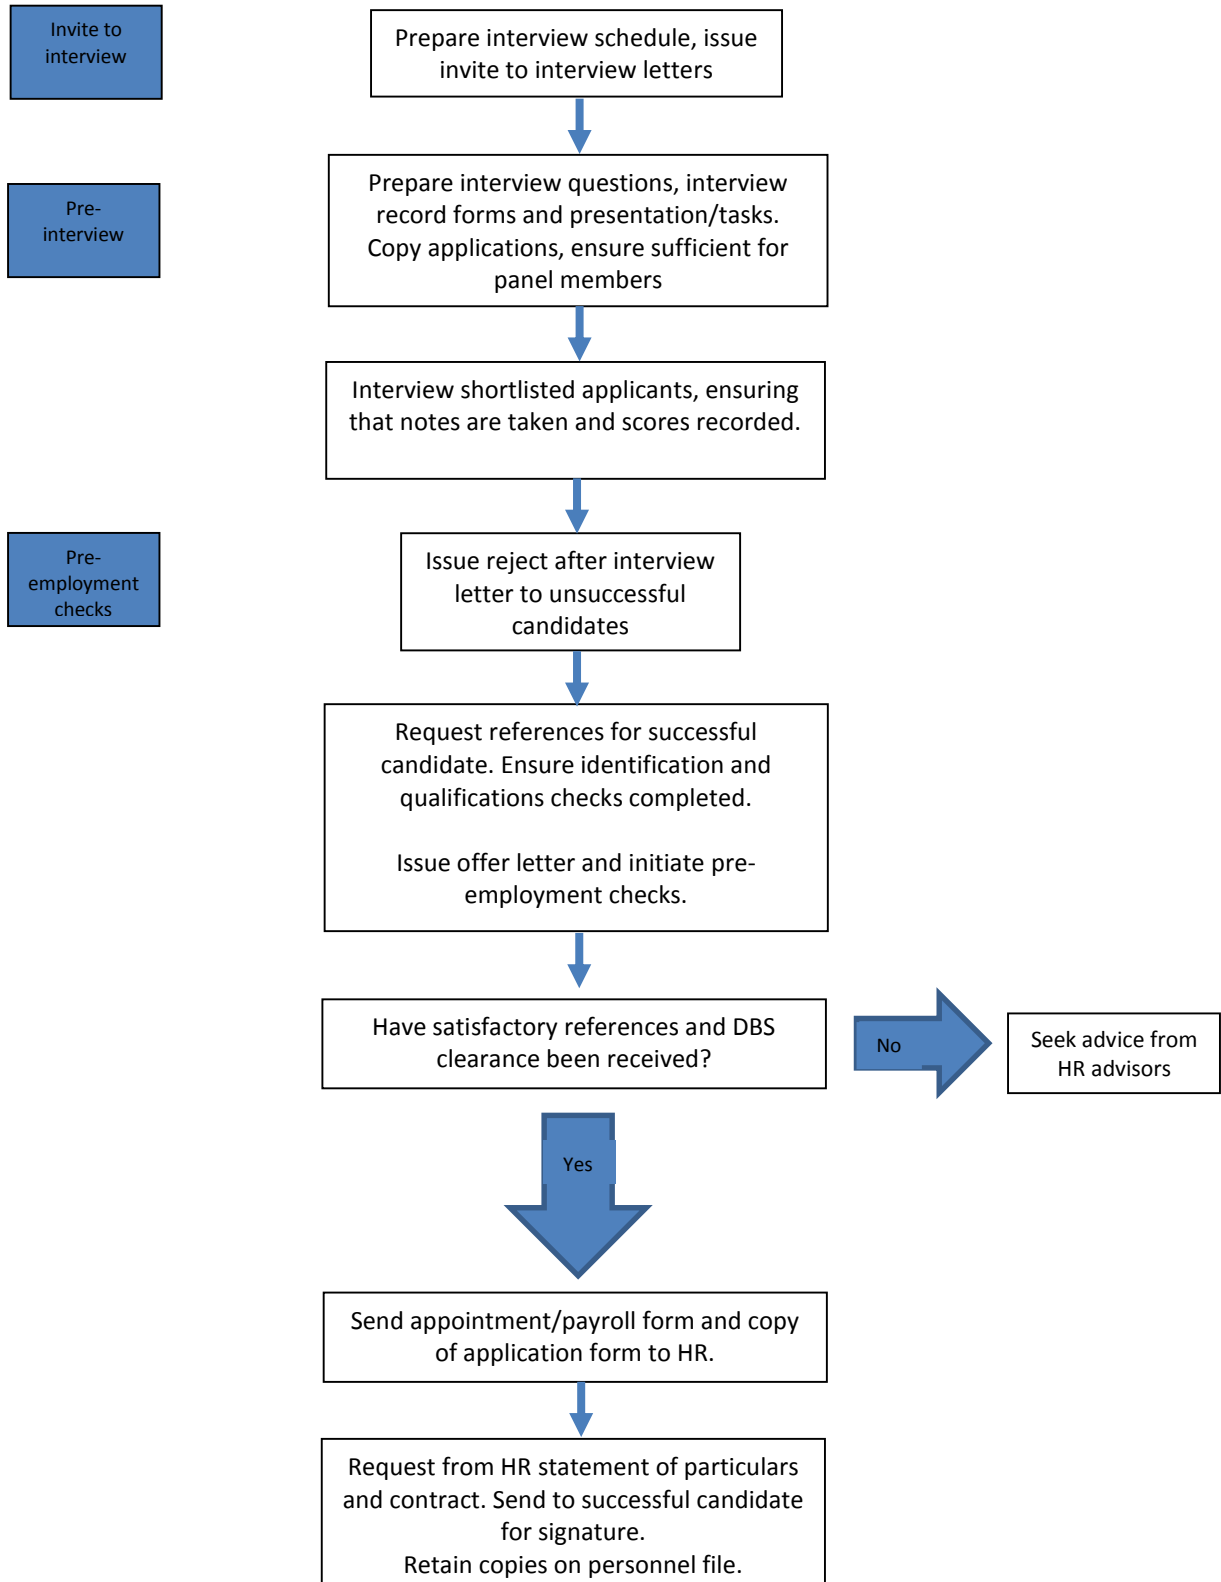 Invite to
interview
Prepare interview schedule, issue
invite to interview letters
Pre-
interview
Prepare interview questions, interview
record forms and presentation/tasks.
Copy applications, ensure sufficient for
panel members
Interview shortlisted applicants, ensuring
that notes are taken and scores recorded.
Pre-
employment
checks
Issue reject after interview
letter to unsuccessful
candidates
Request references for successful
candidate. Ensure identification and
qualifications checks completed.
Issue offer letter and initiate pre-
employment checks.
Have satisfactory references and DBS
clearance been received?
No
Seek advice from
HR advisors
Yes
Send appointment/payroll form and copy
of application form to HR.
Request from HR statement of particulars
and contract. Send to successful candidate
for signature.
Retain copies on personnel file.